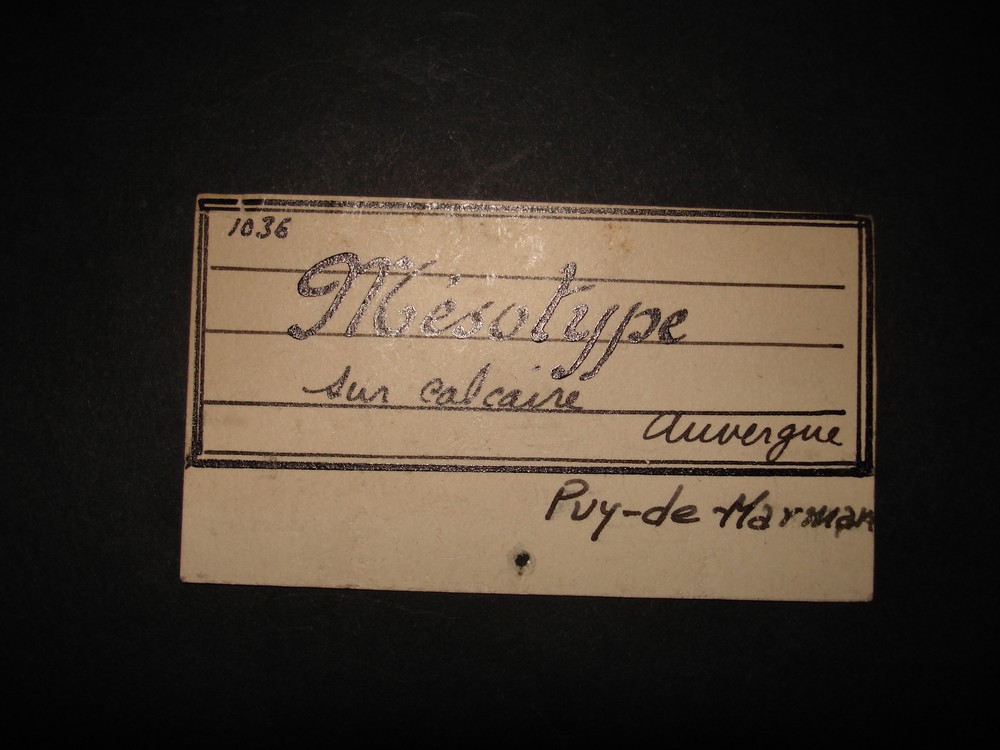 1036
Mésotype
sur calcaire
Auvergne
Puy-de Marman